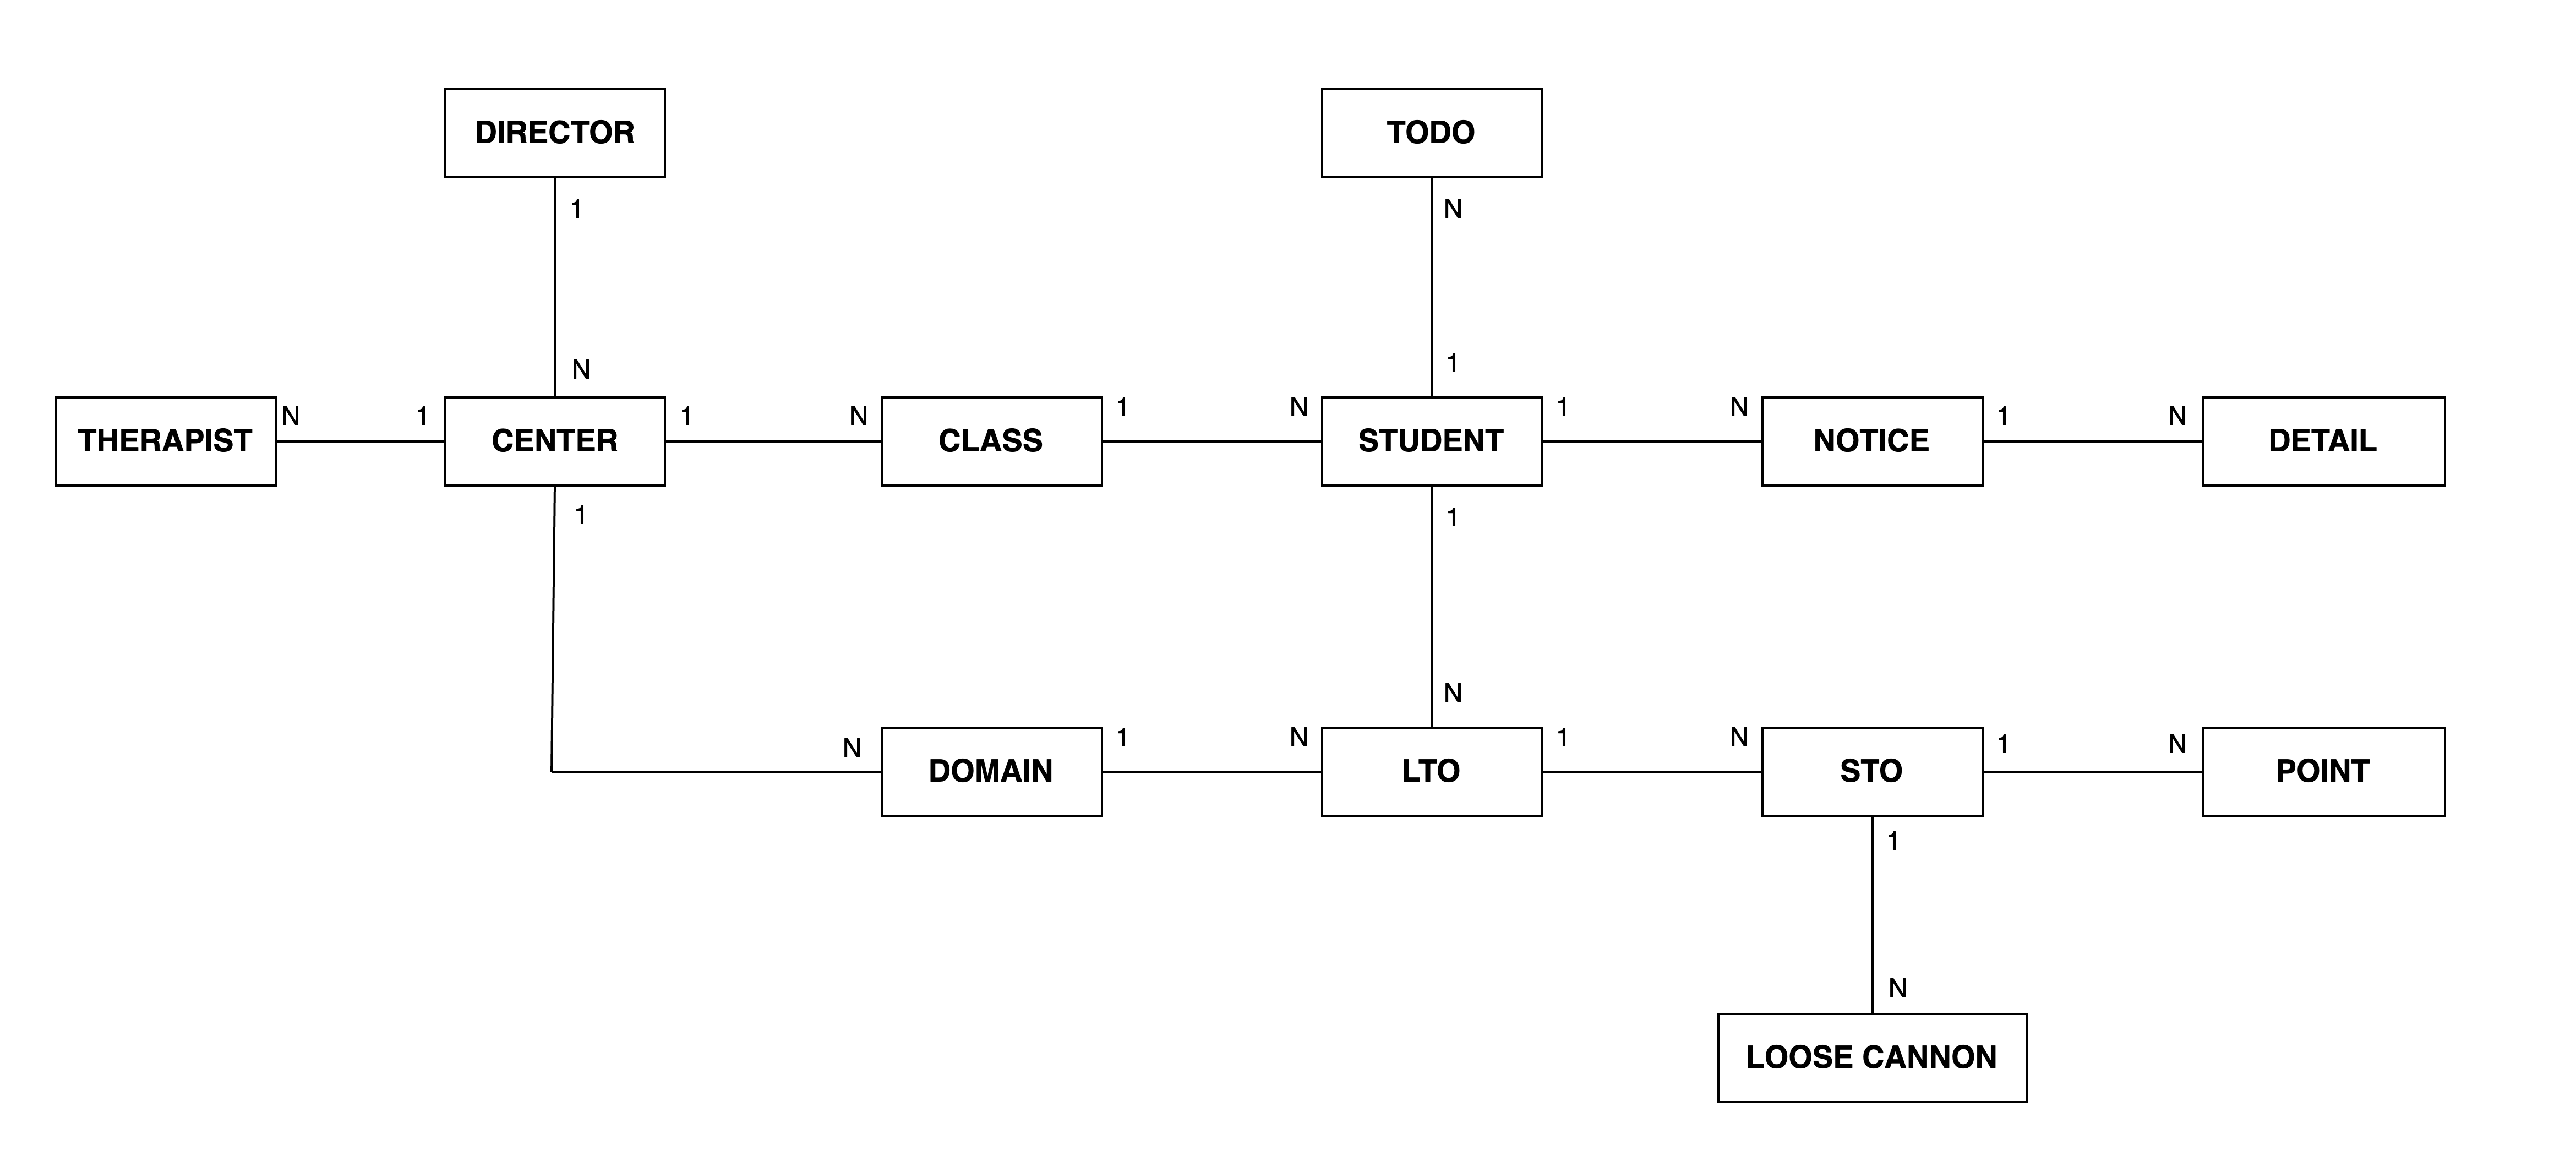 DIRECTOR
TODO
1
N
N
1
THERAPIST
N
1
CENTER
1
N
CLASS
1
N
STUDENT
1
N
NOTICE
1
N
DETAIL
1
1
N
N
DOMAIN
1
N
LTO
1
N
STO
1
N
POINT
1
N
LOOSE CANNON